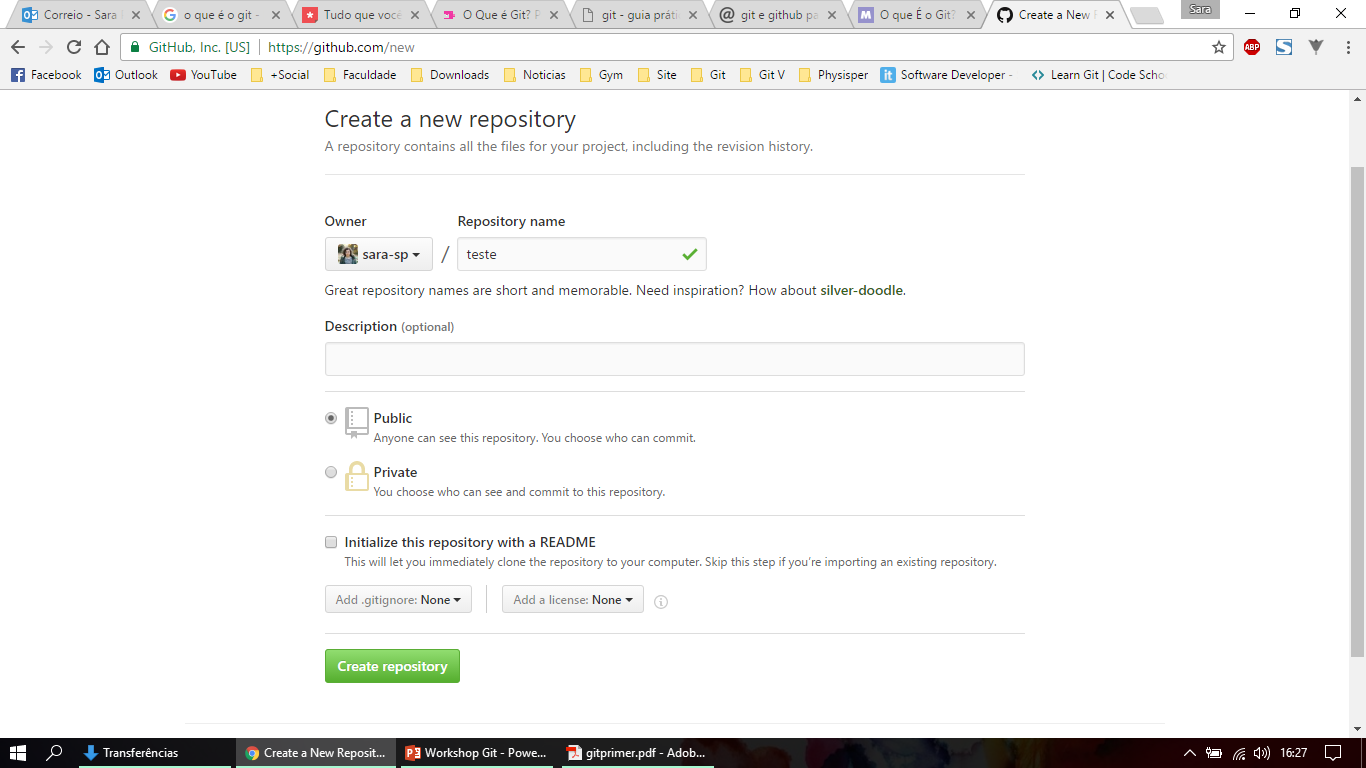 Correio - Sara
o que é o git -
Tudo que você
O Que é Git?
git - guia prát
git e github pa
O que É o Git?
Create a New
Sara
GitHub, Inc. [US]
https://github.com/new
ABP
Facebook
Outlook
YouTube
+Social
Faculdade
Downloads
Noticias
Gym
Site
Git
Git V
Physisper
it
Software Developer -
Learn Git | Code Scho
Create a new repository
A repository contains all the files for your project, including the revision history.
Owner
Repository name
sara-sp
/
teste
Great repository names are short and memorable. Need inspiration? How about silver-doodle.
Description (optional)
Public
Anyone can see this repository. You choose who can commit.
Private
You choose who can see and commit to this repository.
Initialize this repository with a README
This will let you immediately clone the repository to your computer. Skip this step if you're importing an existing repository.
Add .gitignore: None
Add a license: None
Create repository
Transferências
Create a New Reposit...
Workshop Git - Powe...
gitprimer.pdf - Adob...
16:27